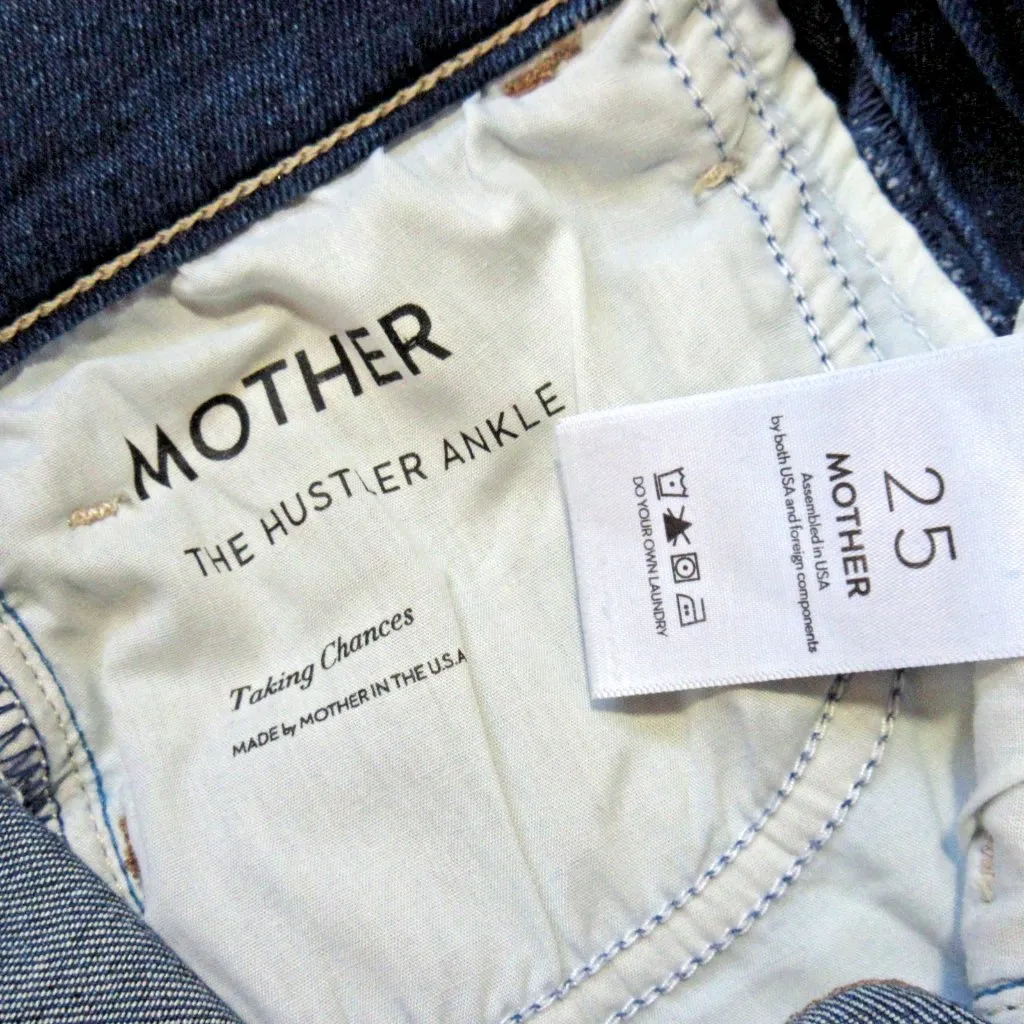 MOTHER
THE HUSTLER ANKLE
Taking Chances
MADE by MOTHER IN THE U.S.A
25
MOTHER
Assembled in USA
by both USA and foreign components
DO YOUR OWN LAUNDRY